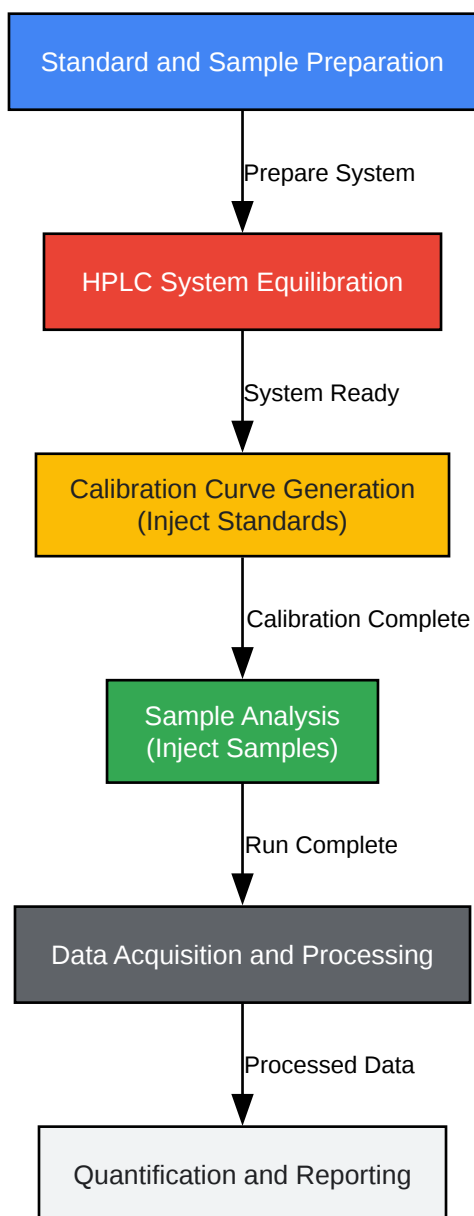 Standard and Sample Preparation
Prepare System
HPLC System Equilibration
System Ready
Calibration Curve Generation
(Inject Standards)
Calibration Complete
Sample Analysis
(Inject Samples)
Run Complete
Data Acquisition and Processing
Processed Data
Quantification and Reporting